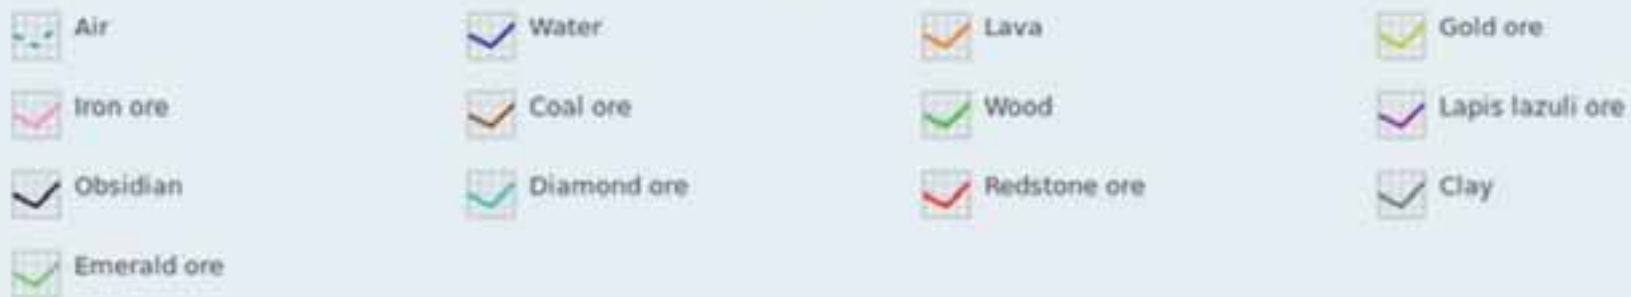 Air Water Lava Gold ore
Iron ore Coal ore Wood Lapis lazuli ore
Obsidian Diamond ore Redstone ore Clay
Emerald ore